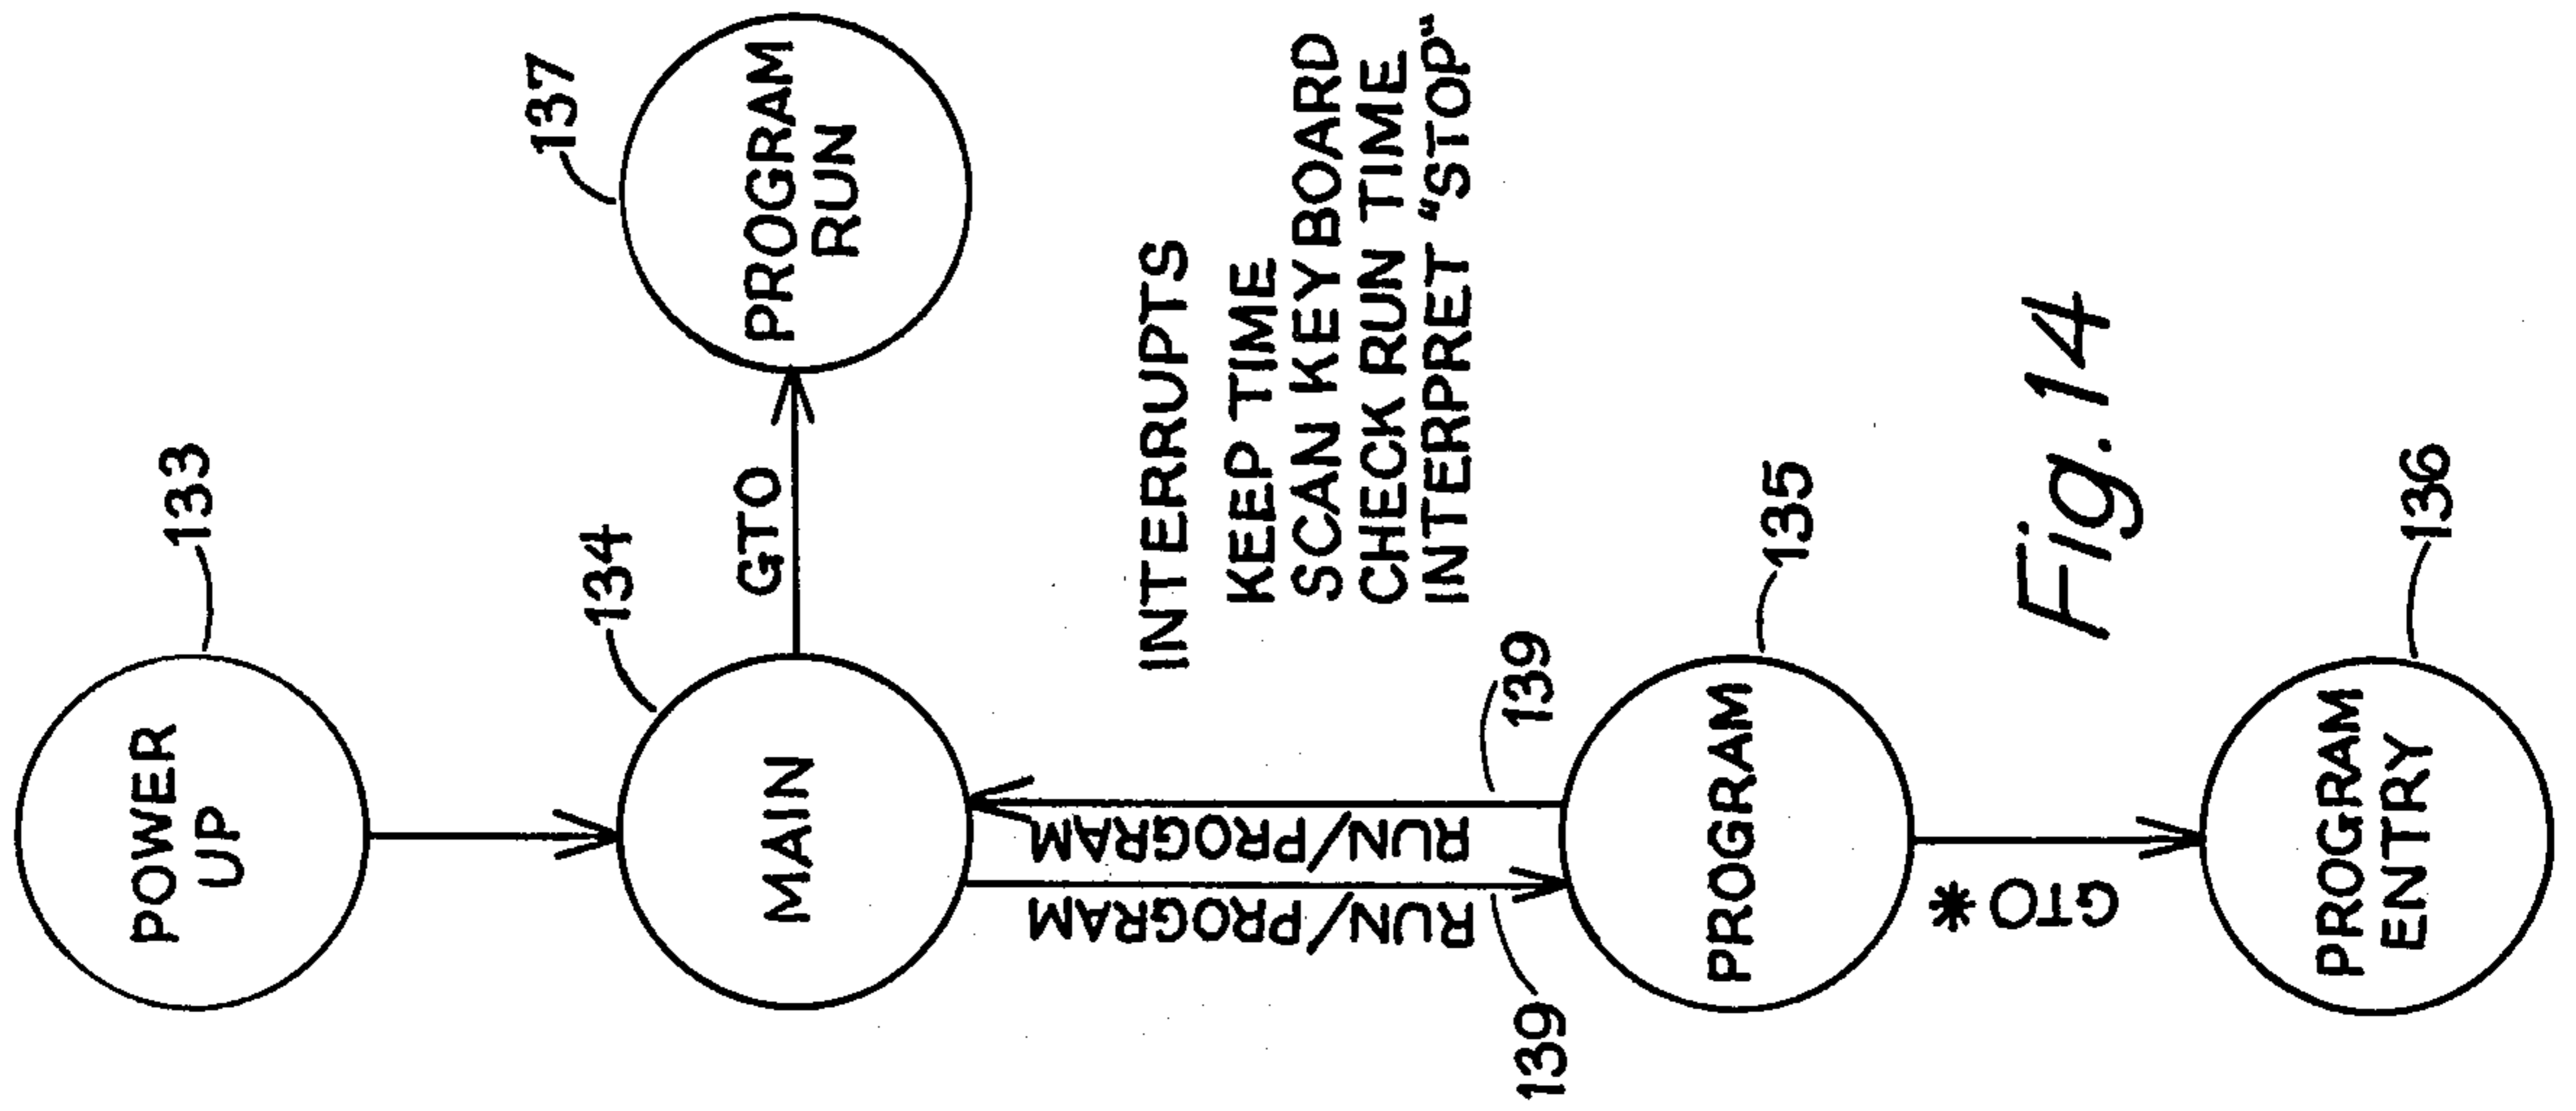 133
POWER
UP
134
MAIN
GTO
137
PROGRAM
RUN
RUN/PROGRAM
139
RUN/PROGRAM
139
INTERRUPTS
KEEP TIME
SCAN KEYBOARD
CHECK RUN TIME
INTERPRET "STOP"
135
PROGRAM
GTO *
136
PROGRAM
ENTRY
Fig. 14